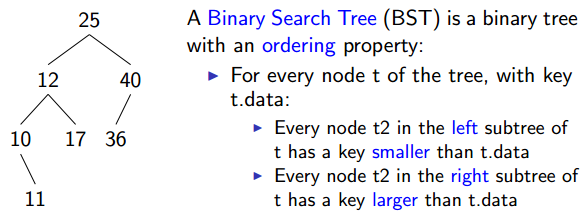 25
12 40
10 17 36
11
A Binary Search Tree (BST) is a binary tree
with an ordering property:
▶ For every node t of the tree, with key
t.data:
▶ Every node t2 in the left subtree of
t has a key smaller than t.data
▶ Every node t2 in the right subtree of
t has a key larger than t.data